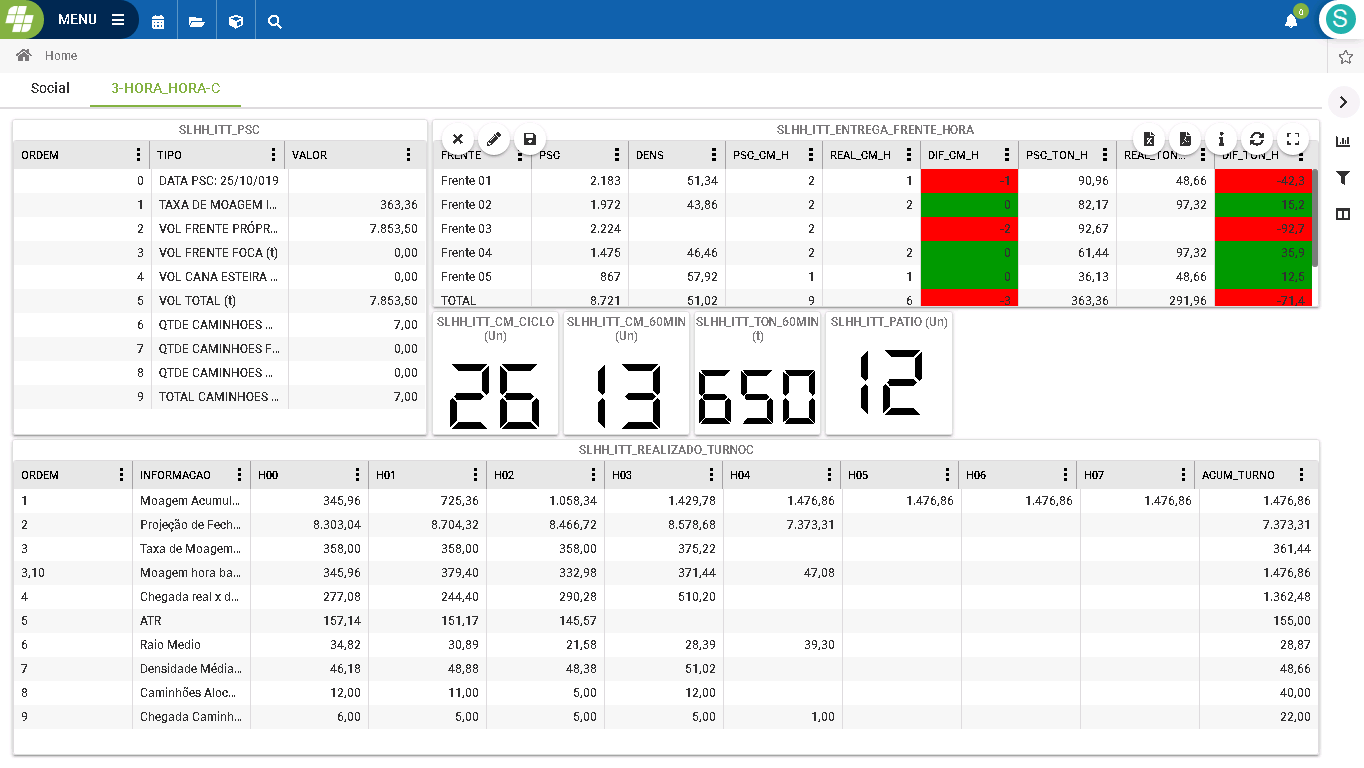 MENU
0
S
Home
Social 3-HORA_HORA-C
SLHH_ITT_PSC
ORDEM TIPO VALOR
0 DATA PSC: 25/10/019
1 TAXA DE MOAGEM I... 363,36
2 VOL FRENTE PRÓPR... 7.853,50
3 VOL FRENTE FOCA (t) 0,00
4 VOL CANA ESTEIRA ... 0,00
5 VOL TOTAL (t) 7.853,50
6 QTDE CAMINHOES ... 7,00
7 QTDE CAMINHOES F... 0,00
8 QTDE CAMINHOES ... 0,00
9 TOTAL CAMINHOES ... 7,00
SLHH_ITT_ENTREGA_FRENTE_HORA
FRENTE PSC DENS PSC_CM_H REAL_CM_H DIF_CM_H PSC_TON_H REAL_TON... DIF_TON_H
Frente 01 2.183 51,34 2 1 -1 90,96 48,66 -42,3
Frente 02 1.972 43,86 2 2 0 82,17 97,32 15,2
Frente 03 2.224 2 -2 92,67 -92,7
Frente 04 1.475 46,46 2 2 0 61,44 97,32 35,9
Frente 05 867 57,92 1 1 0 36,13 48,66 12,5
TOTAL 8.721 51,02 9 6 -3 363,36 291,96 -71,4
SLHH_ITT_CM_CICLO
(Un)
26
SLHH_ITT_CM_60MIN
(Un)
13
SLHH_ITT_TON_60MIN
(t)
650
SLHH_ITT_PATIO (Un)
12
SLHH_ITT_REALIZADO_TURNOC
ORDEM INFORMACAO H00 H01 H02 H03 H04 H05 H06 H07 ACUM_TURNO
1 Moagem Acumul... 345,96 725,36 1.058,34 1.429,78 1.476,86 1.476,86 1.476,86 1.476,86 1.476,86
2 Projeção de Fech... 8.303,04 8.704,32 8.466,72 8.578,68 7.373,31 7.373,31
3 Taxa de Moagem... 358,00 358,00 358,00 375,22 361,44
3,10 Moagem hora ba... 345,96 379,40 332,98 371,44 47,08 1.476,86
4 Chegada real x d... 277,08 244,40 290,28 510,20 1.362,48
5 ATR 157,14 151,17 145,57 155,00
6 Raio Medio 34,82 30,89 21,58 28,39 39,30 28,87
7 Densidade Média... 46,18 48,88 48,38 51,02 48,66
8 Caminhões Aloc... 12,00 11,00 5,00 12,00 40,00
9 Chegada Caminh... 6,00 5,00 5,00 5,00 1,00 22,00